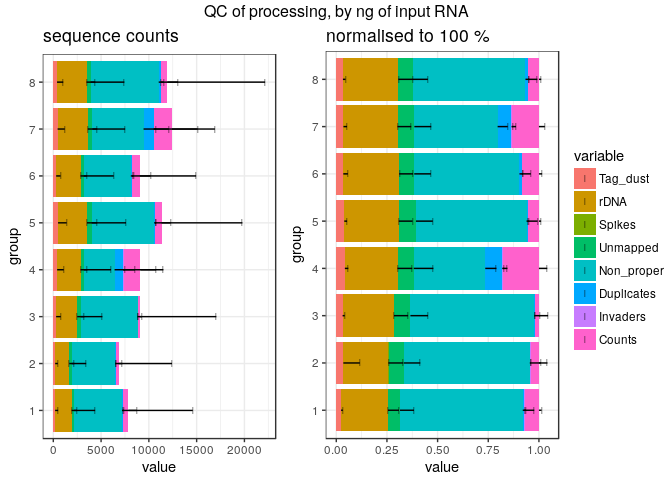 QC of processing, by ng of input RNA
sequence counts
group
8
7
6
5
4
3
2
1
0
5000
10000
15000
20000
value
normalised to 100 %
group
8
7
6
5
4
3
2
1
0.00
0.25
0.50
0.75
1.00
value
variable
Tag_dust
rDNA
Spikes
Unmapped
Non_proper
Duplicates
Invaders
Counts